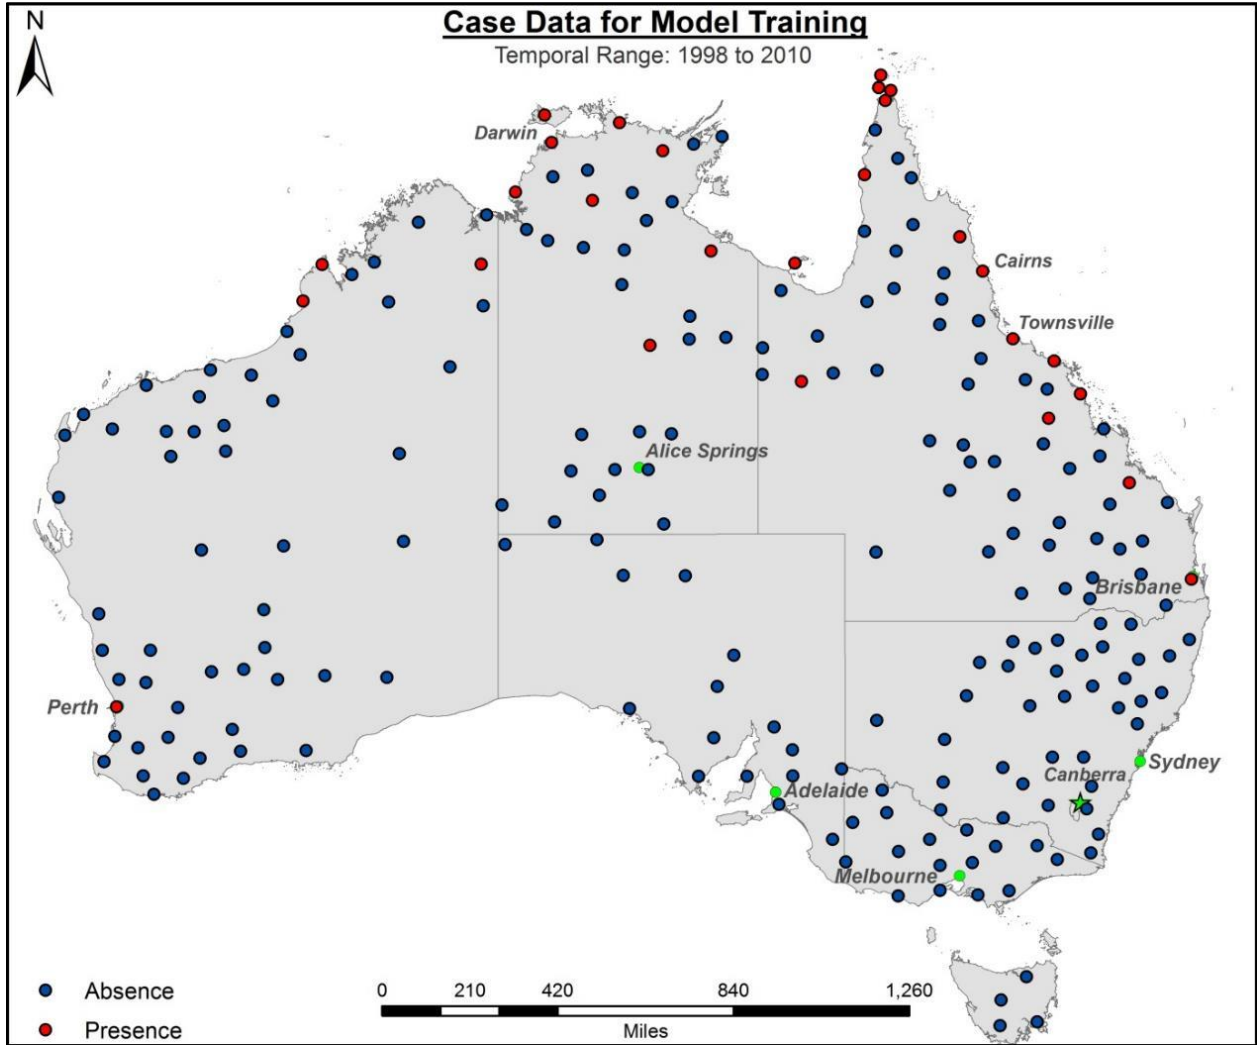 Case Data for Model Training
Temporal Range: 1998 to 2010
N
Darwin
Cairns
Townsville
Alice Springs
Brisbane
Perth
Sydney
Canberra
Adelaide
Melbourne
Absence
Presence
0 210 420 840 1,260
Miles